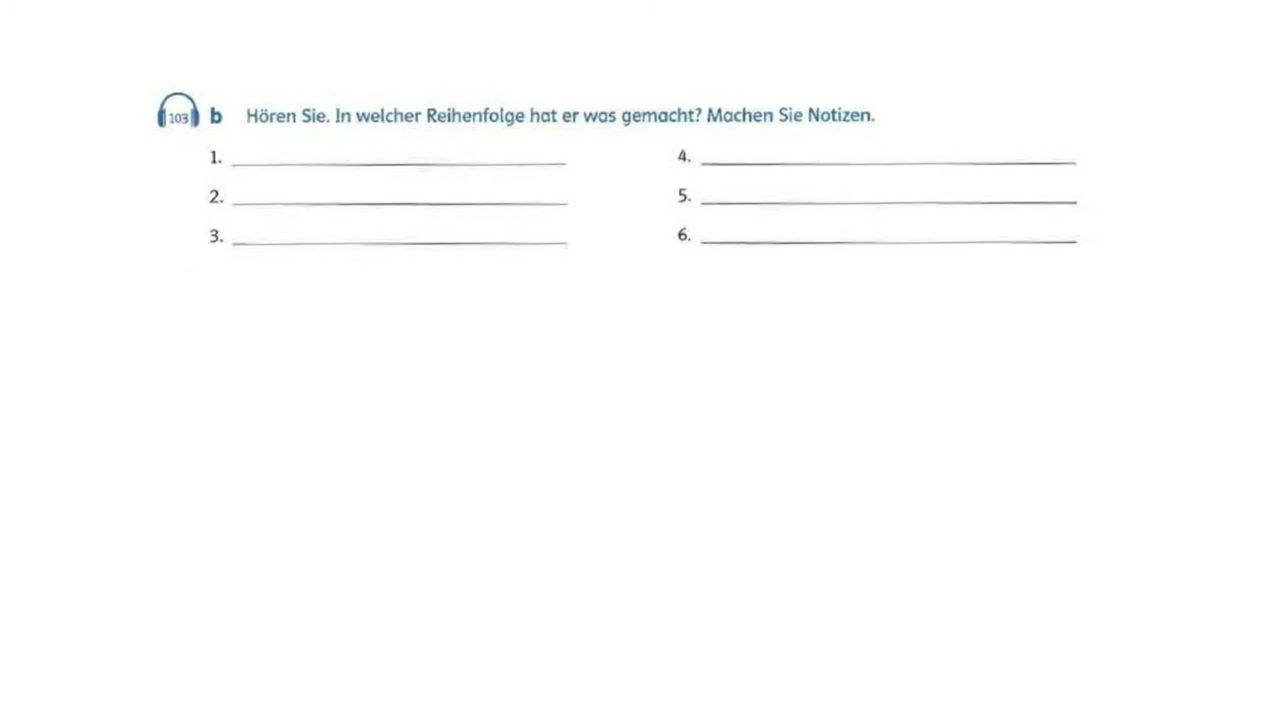 103 b Hören Sie. In welcher Reihenfolge hat er was gemacht? Machen Sie Notizen.
1. 4.
2. 5.
3. 6.